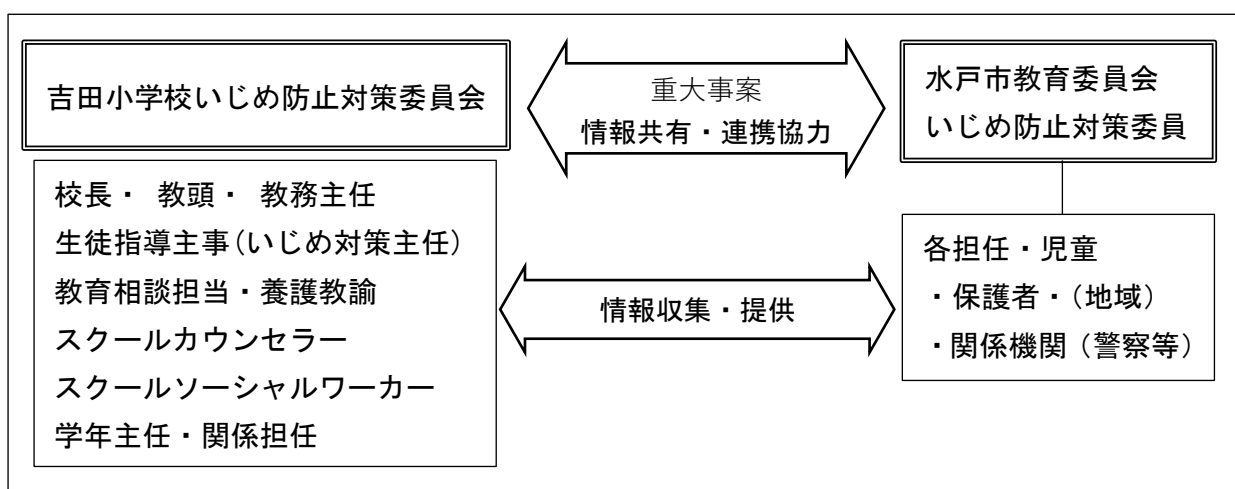 吉田小学校いじめ防止対策委員会
校長・ 教頭・ 教務主任
生徒指導主事(いじめ対策主任)
教育相談担当・養護教諭
スクールカウンセラー
スクールソーシャルワーカー
学年主任・関係担任
重大事案
情報共有・連携協力
情報収集・提供
水戸市教育委員会
いじめ防止対策委員
各担任・児童
・保護者・(地域)
・関係機関(警察等)